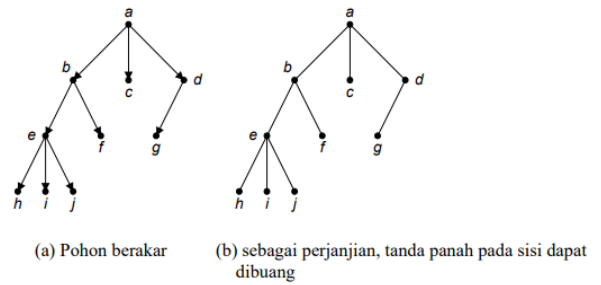 a a
b d b d
c c
e f g e f g
h i j h i j
(a) Pohon berakar (b) sebagai perjanjian, tanda panah pada sisi dapat
dibuang